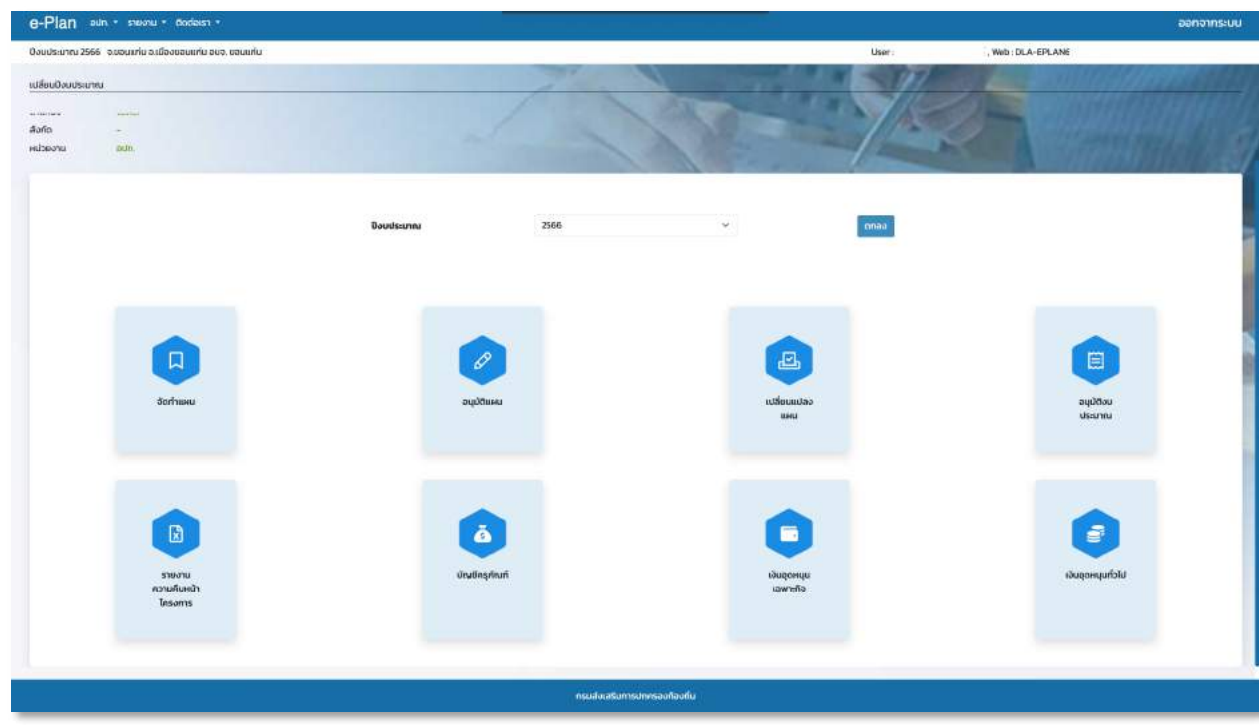 e-Plan อปท. รายงาน ติดต่อเรา ออกจากระบบ
ปีงบประมาณ 2566 จ.ขอนแก่น อ.เมืองขอนแก่น อบจ. ขอนแก่น User : , Web : DLA-EPLAN6
เปลี่ยนปีงบประมาณ
สังกัด -
หน่วยงาน อปท.
ปีงบประมาณ 2566 ตกลง
จัดทำแผน
อนุมัติแผน
เปลี่ยนแปลง
แผน
อนุมัติงบ
ประมาณ
รายงาน
ความคืบหน้า
โครงการ
บัญชีครุภัณฑ์
เงินอุดหนุน
เฉพาะกิจ
เงินอุดหนุนทั่วไป
กรมส่งเสริมการปกครองท้องถิ่น